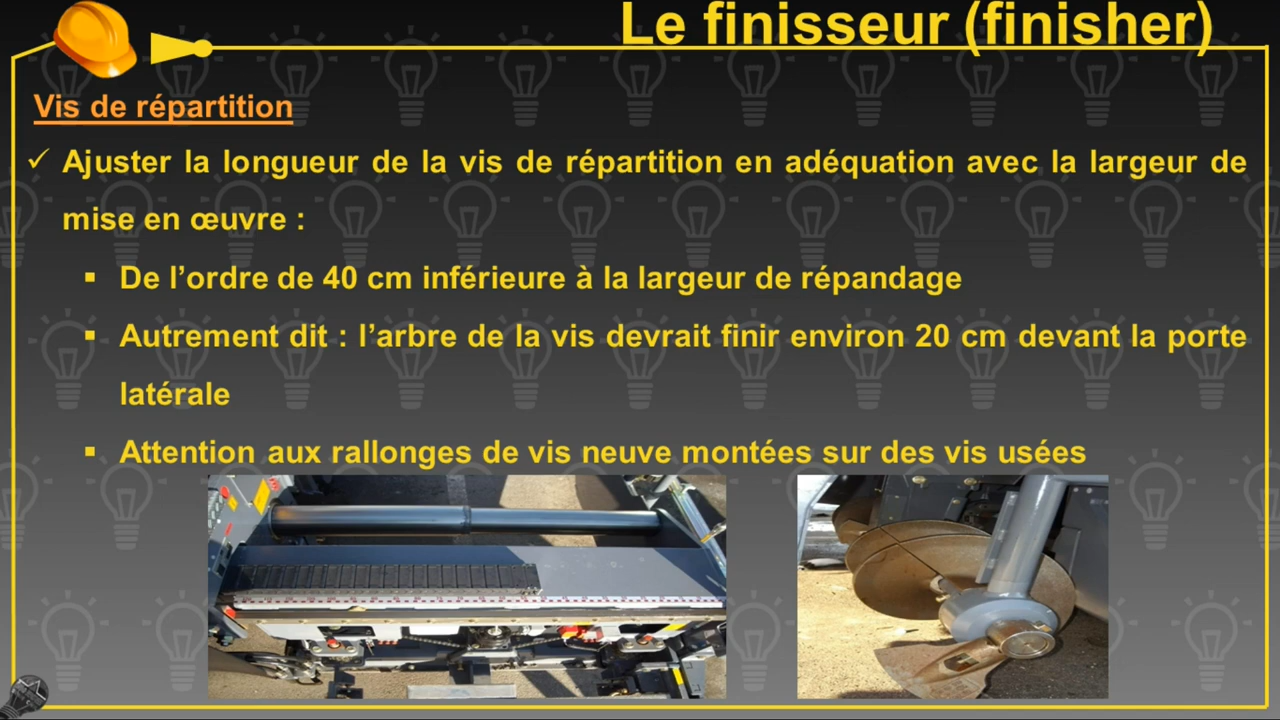 Le finisseur (finisher)
Vis de répartition
✓ Ajuster la longueur de la vis de répartition en adéquation avec la largeur de
mise en œuvre :
▪ De l’ordre de 40 cm inférieure à la largeur de répandage
▪ Autrement dit : l’arbre de la vis devrait finir environ 20 cm devant la porte
latérale
▪ Attention aux rallonges de vis neuve montées sur des vis usées